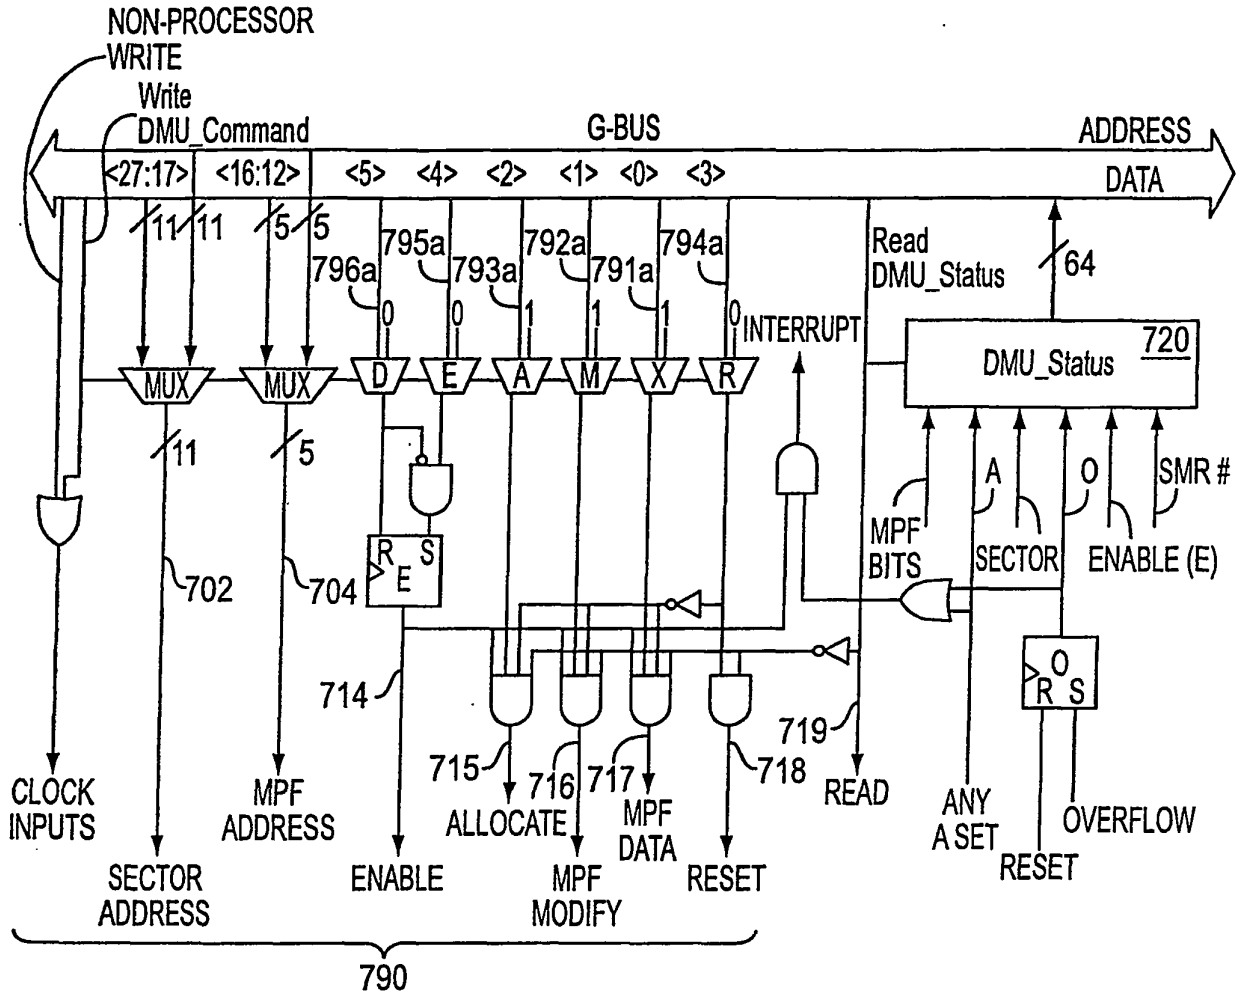 NON-PROCESSOR
WRITE
Write
DMU_Command
G-BUS
ADDRESS
<27:17>
<16:12>
<5>
<4>
<2>
<1>
<0>
<3>
DATA
11
11
5
5
796a
795a
793a
792a
791a
794a
Read
DMU_Status
64
0
0
1
1
1
0
INTERRUPT
720
DMU_Status
MUX
MUX
D
E
A
M
X
R
11
5
MPF
BITS
A
SECTOR
O
ENABLE (E)
SMR #
R
S
E
702
704
714
O
R
S
715
716
717
718
719
CLOCK
INPUTS
MPF
ADDRESS
ALLOCATE
MPF
DATA
READ
ANY
A SET
OVERFLOW
RESET
SECTOR
ADDRESS
ENABLE
MPF
MODIFY
RESET
790